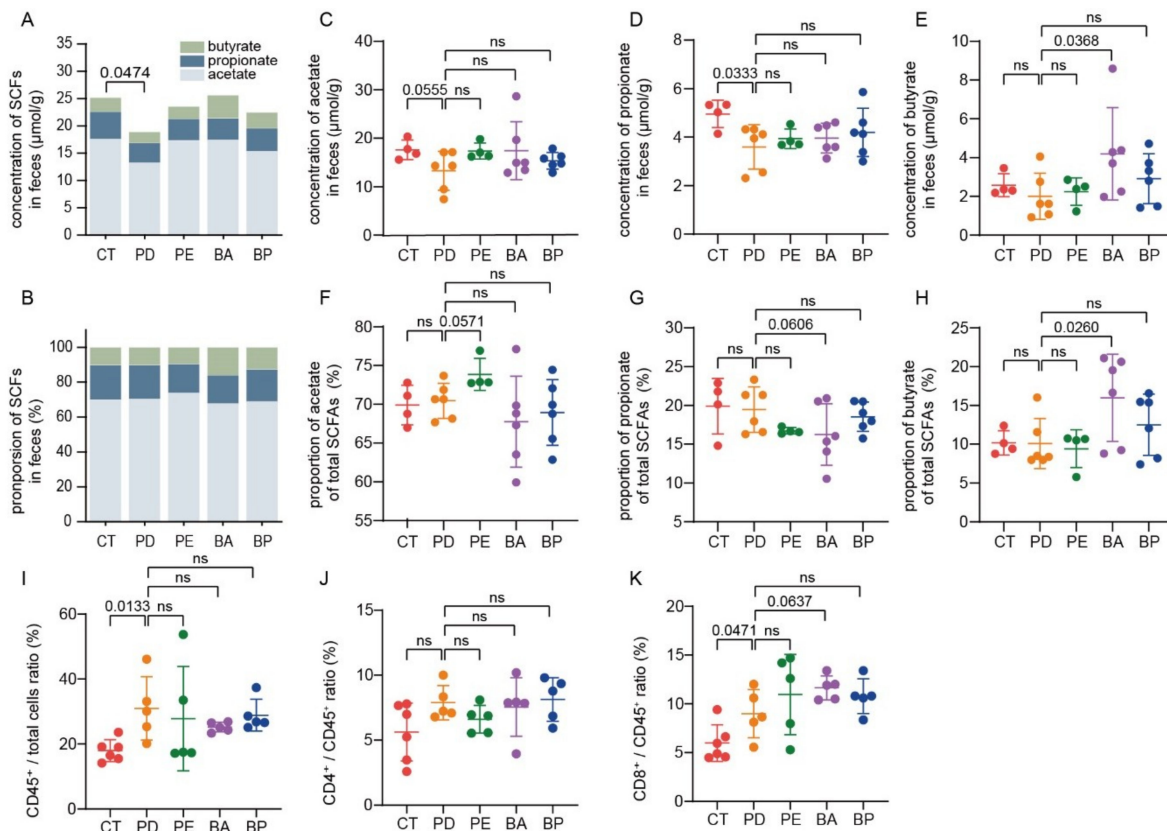 A
concentration of SCFs
in feces (μmol/g)
35
30
25
20
15
10
5
0
butyrate
propionate
acetate
0.0474
CT PD PE BA BP
C
concentration of acetate
in feces (μmol/g)
40
30
20
10
0
ns
ns
0.0555 ns
CT PD PE BA BP
D
concentration of propionate
in feces (μmol/g)
8
6
4
2
0
ns
ns
0.0333 ns
CT PD PE BA BP
E
concentration of butyrate
in feces (μmol/g)
10
8
6
4
2
0
ns
0.0368
ns ns
CT PD PE BA BP
B
pronporsion of SCFs
in feces (%)
100
80
60
40
20
0
CT PD PE BA BP
F
proportion of acetate
of total SCFAs (%)
80
75
70
65
60
55
ns
ns
ns 0.0571
CT PD PE BA BP
G
proportion of propionate
of total SCFAs (%)
30
25
20
15
10
5
ns
0.0606
ns ns
CT PD PE BA BP
H
proportion of butyrate
of total SCFAs (%)
25
20
15
10
5
0
ns
0.0260
ns ns
CT PD PE BA BP
I
CD45⁺ / total cells ratio (%)
60
40
20
0
ns
ns
0.0133 ns
CT PD PE BA BP
J
CD4⁺ / CD45⁺ ratio (%)
15
10
5
0
ns
ns
ns ns
CT PD PE BA BP
K
CD8⁺ / CD45⁺ ratio (%)
20
15
10
5
0
ns
0.0637
0.0471 ns
CT PD PE BA BP